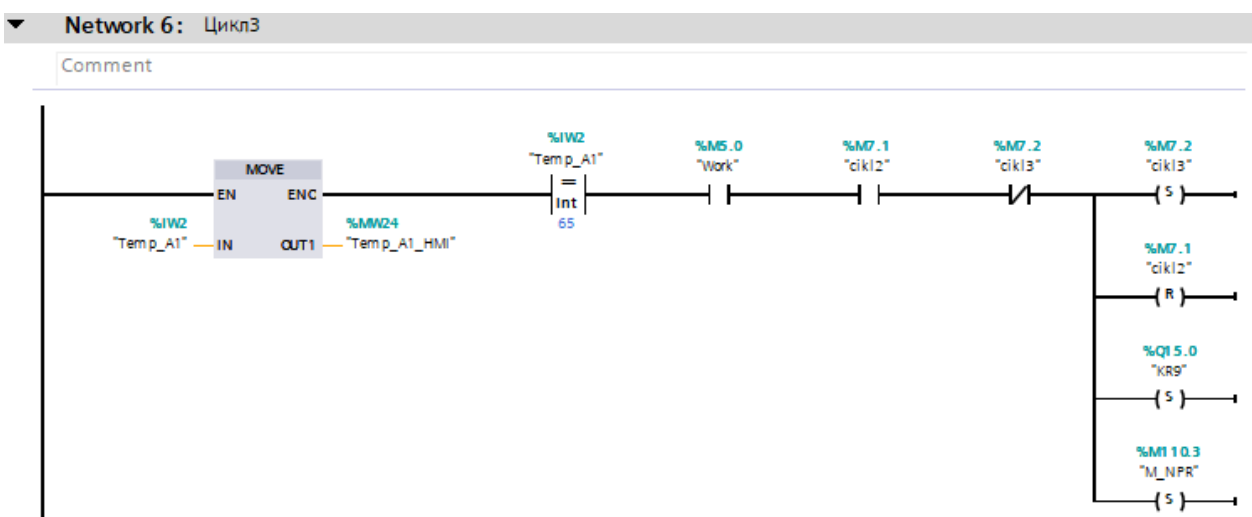 Network 6: Цикл3
Comment
%IW2
"Temp_A1"
==
Int
65
%M5.0
"Work"
%M7.1
"cikl2"
%M7.2
"cikl3"
%M7.2
"cikl3"
S
MOVE
EN ENO
%IW2
"Temp_A1"
IN OUT1
%MW24
"Temp_A1_HMI"
%M7.1
"cikl2"
R
%Q15.0
"KR9"
S
%M110.3
"M_NPR"
S